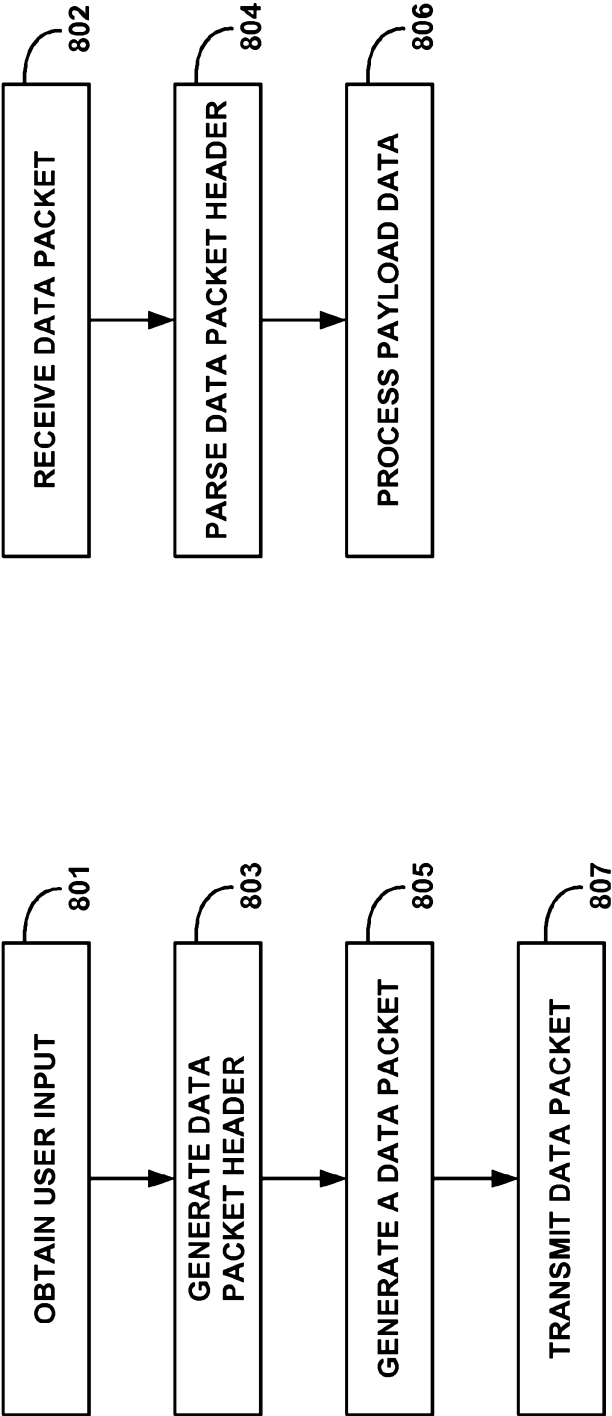 OBTAIN USER INPUT
801
GENERATE DATA
PACKET HEADER
803
GENERATE A DATA PACKET
805
TRANSMIT DATA PACKET
807
RECEIVE DATA PACKET
802
PARSE DATA PACKET HEADER
804
PROCESS PAYLOAD DATA
806